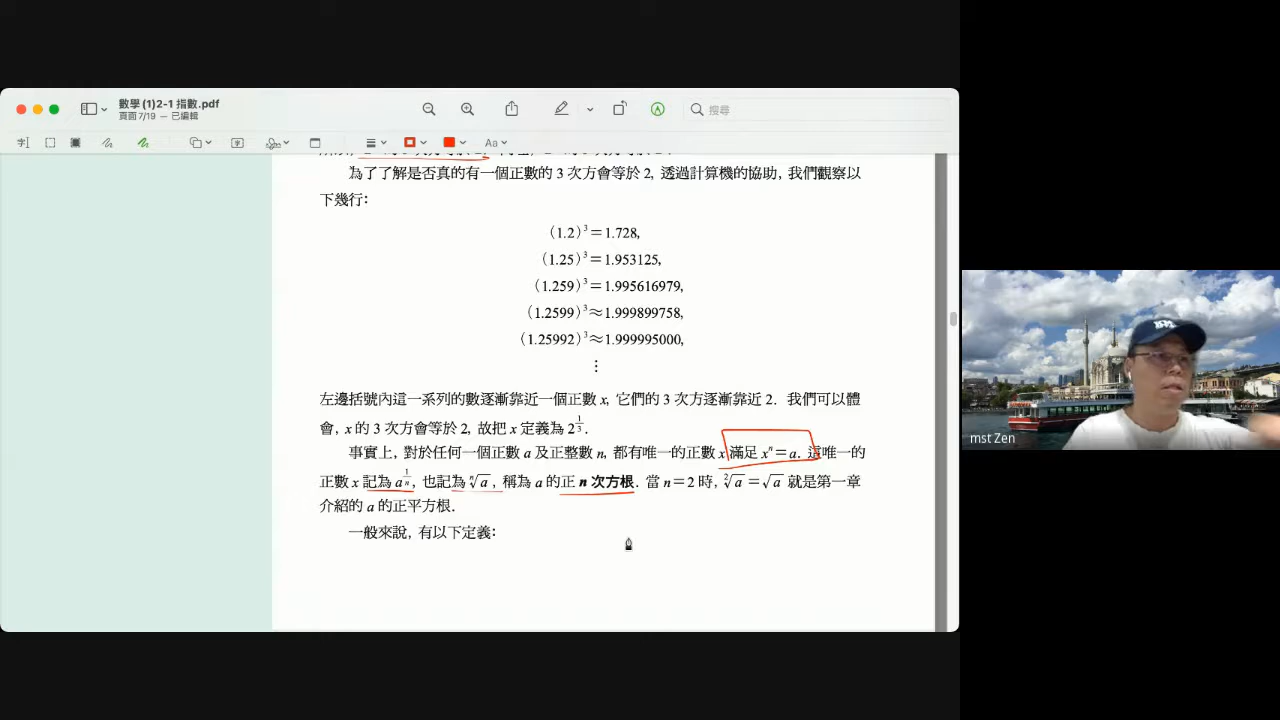 數學 (1)2-1 指數.pdf
頁面 7/19 — 已編輯
搜尋
Aa
為了了解是否真的有一個正數的 3 次方會等於 2, 透過計算機的協助, 我們觀察以
下幾行:
(1.2)³=1.728,
(1.25)³=1.953125,
(1.259)³=1.995616979,
(1.2599)³≈1.999899758,
(1.25992)³≈1.999995000,
⋮
左邊括號內這一系列的數逐漸靠近一個正數 x, 它們的 3 次方逐漸靠近 2. 我們可以體
會, x 的 3 次方會等於 2, 故把 x 定義為 2^{1/3}.
事實上, 對於任何一個正數 a 及正整數 n, 都有唯一的正數 x 滿足 xⁿ=a. 這唯一的
正數 x 記為 a^{1/n}, 也記為 ⁿ√a, 稱為 a 的正 n 次方根. 當 n=2 時, ²√a=√a 就是第一章
介紹的 a 的正平方根.
一般來說, 有以下定義:
mst Zen